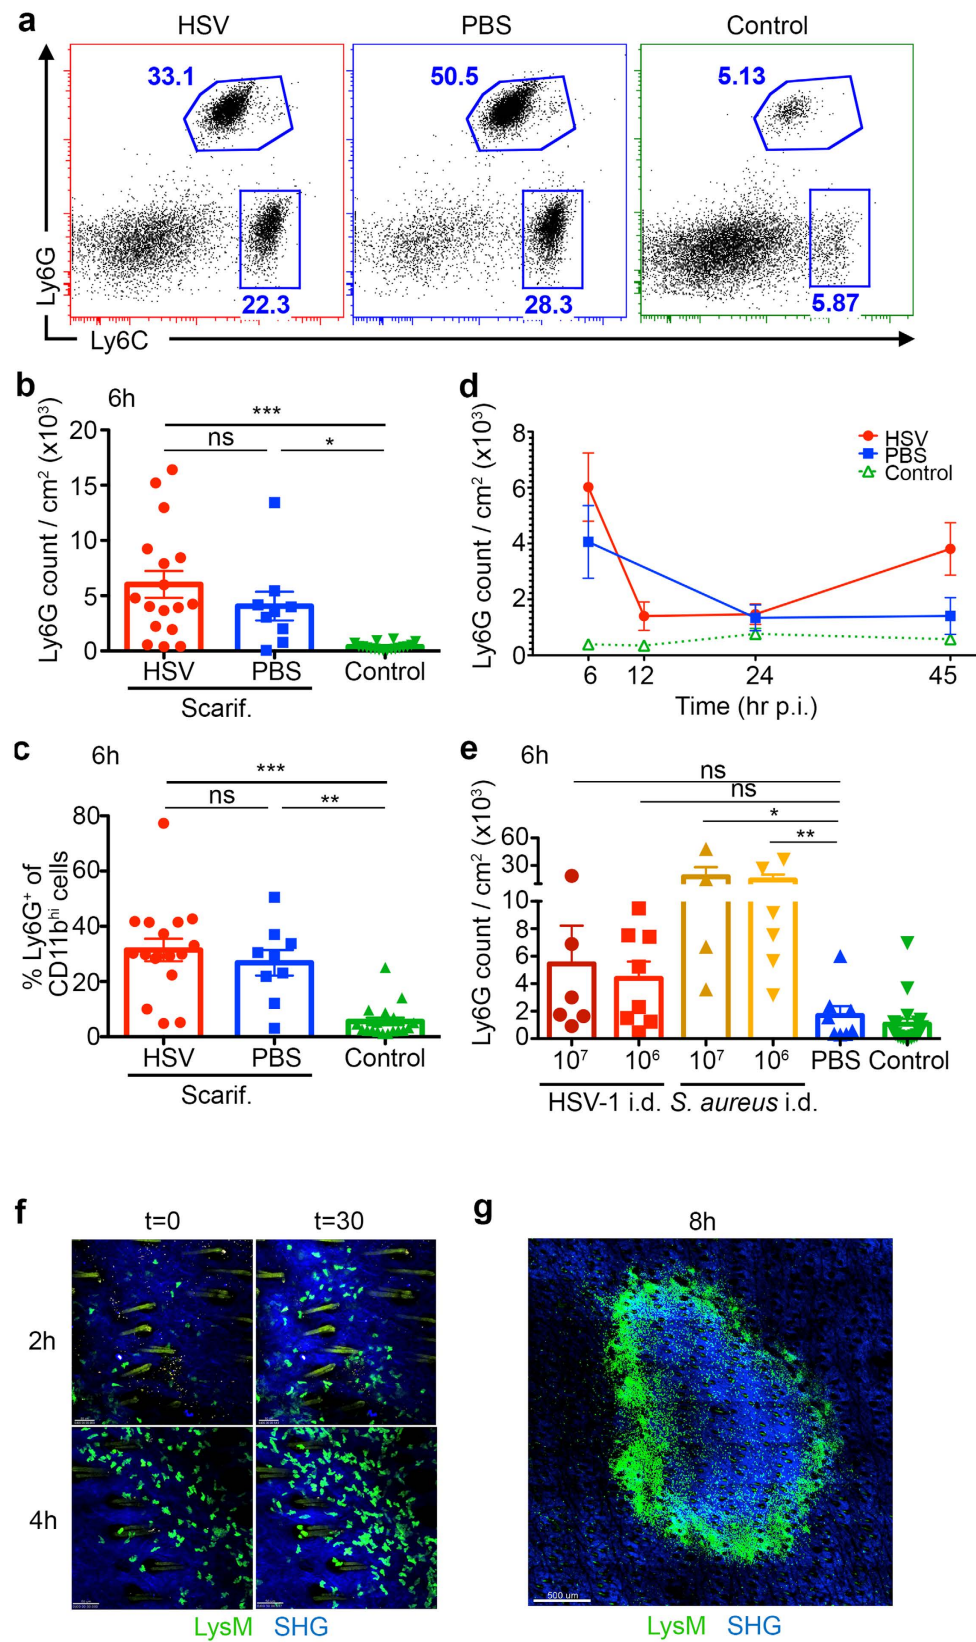 a
HSV PBS Control
33.1 50.5 5.13
22.3 28.3 5.87
Ly6G
Ly6C
b
6h
Ly6G count / cm² (x10³)
***
ns *
20
15
10
5
0
HSV PBS Control
Scarif.
d
Ly6G count / cm² (x10³)
8
6
4
2
0
HSV
PBS
Control
6 12 24 45
Time (hr p.i.)
c
6h
% Ly6G⁺ of
CD11bʰⁱ cells
***
ns **
80
60
40
20
0
HSV PBS Control
Scarif.
e
6h
Ly6G count / cm² (x10³)
ns
ns
*
**
60
30
10
8
6
4
2
0
10⁷ 10⁶ 10⁷ 10⁶ PBS Control
HSV-1 i.d. S. aureus i.d.
f
t=0 t=30
2h
4h
LysM SHG
g
8h
500 um
LysM SHG